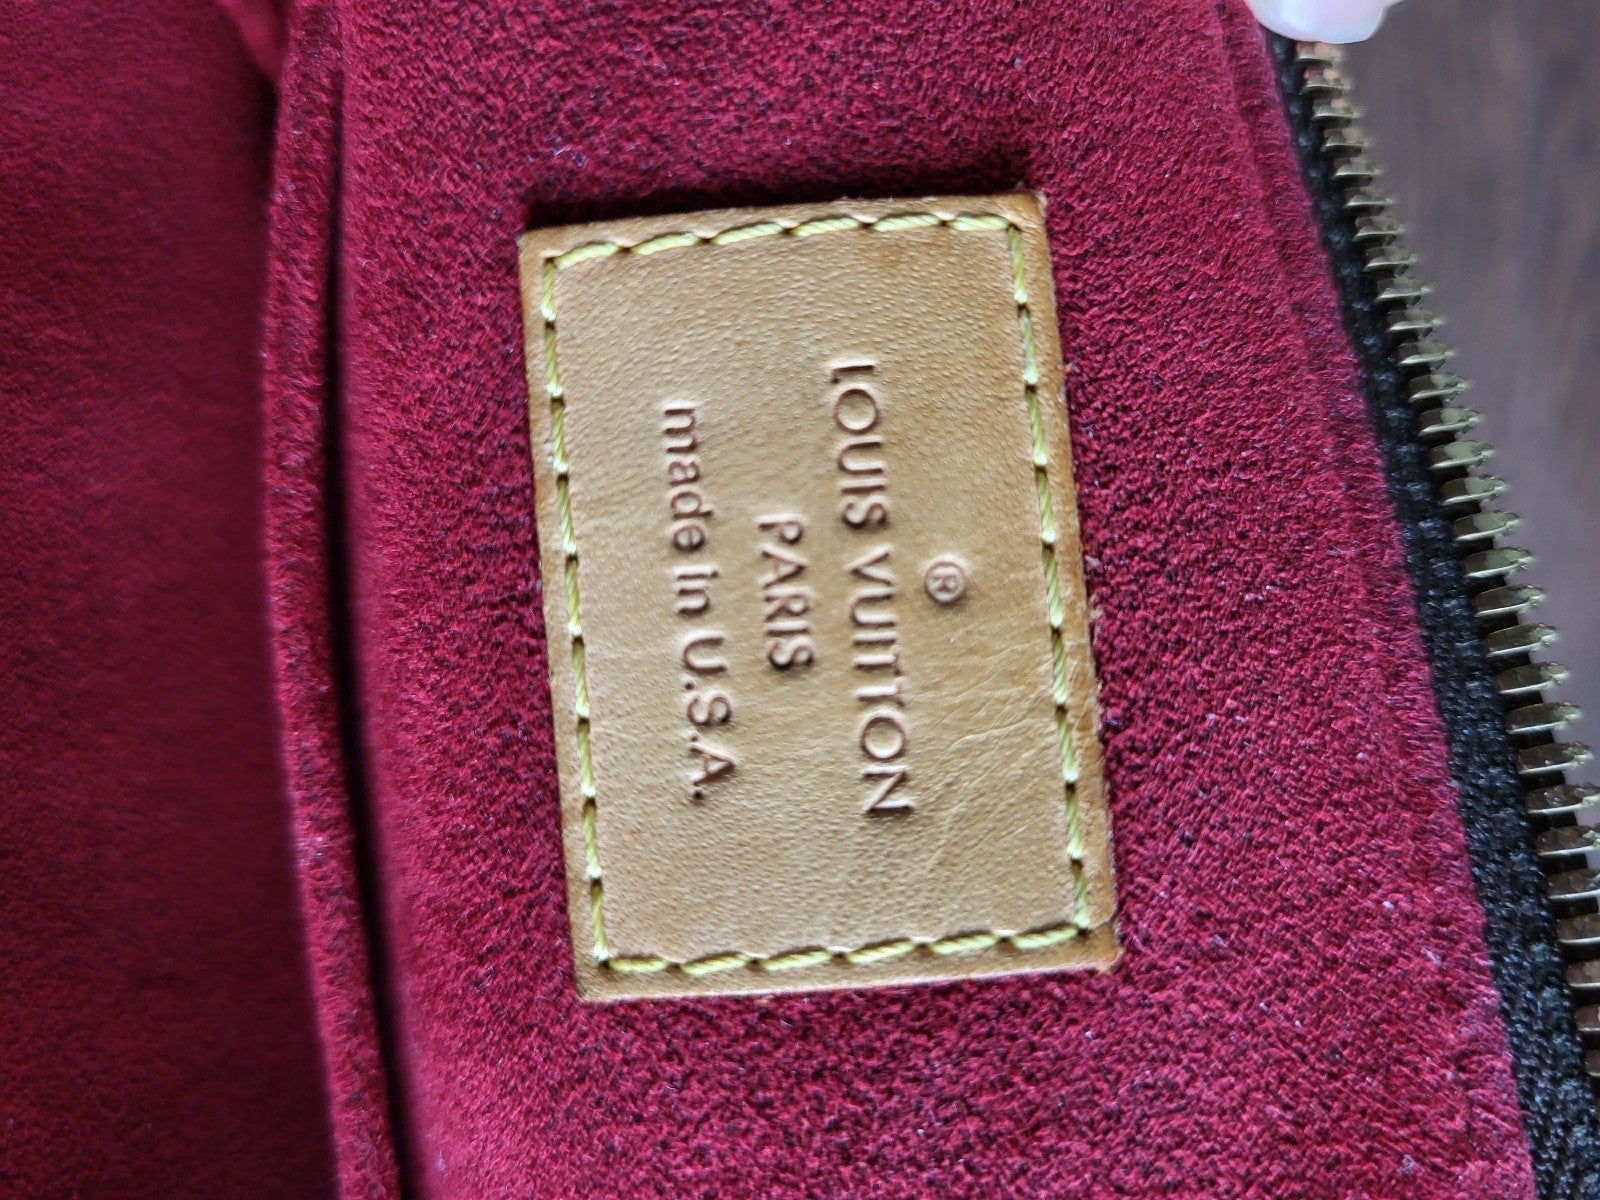 ®
LOUIS VUITTON
PARIS
made in U.S.A.